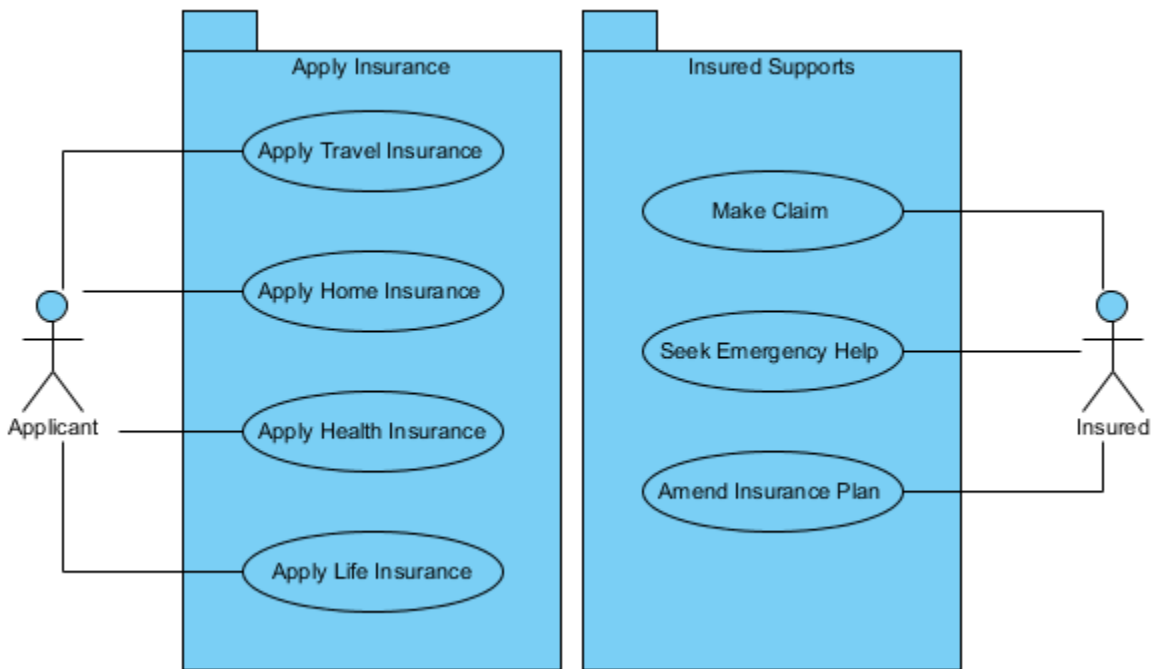 Apply Insurance
Insured Supports
Apply Travel Insurance
Make Claim
Apply Home Insurance
Seek Emergency Help
Applicant
Apply Health Insurance
Insured
Amend Insurance Plan
Apply Life Insurance